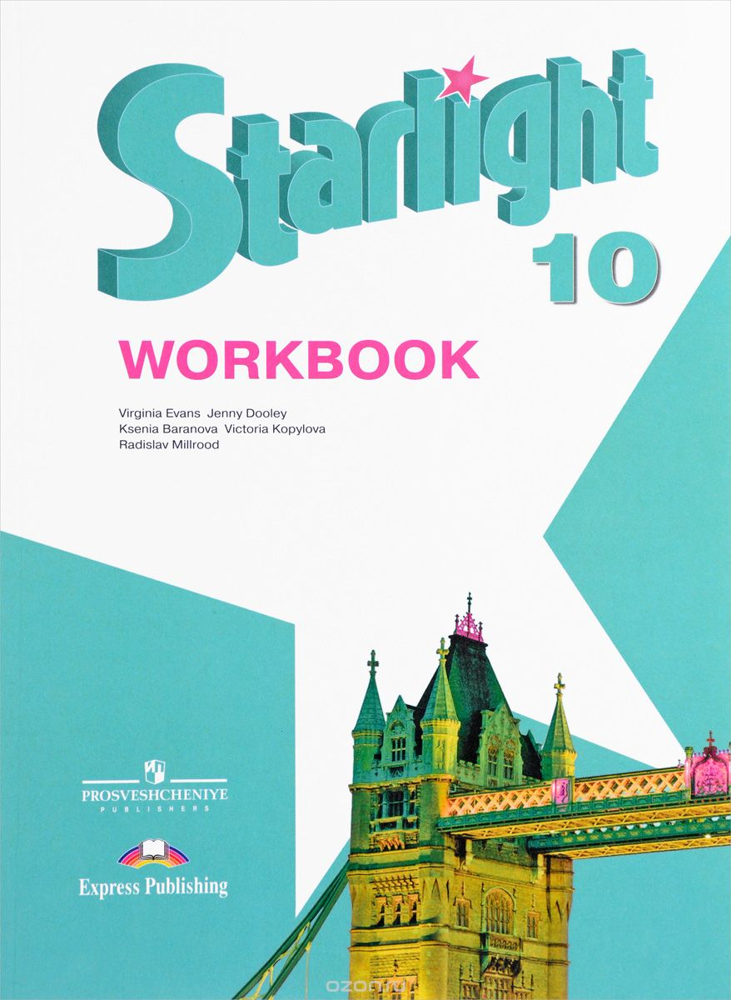 Starlight
10
WORKBOOK
Virginia Evans Jenny Dooley
Ksenia Baranova Victoria Kopylova
Radislav Millrood
PROSVESHCHENIYE
PUBLISHERS
Express Publishing
ozon.ru